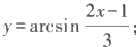 y = arcsin (2x-1)/3;